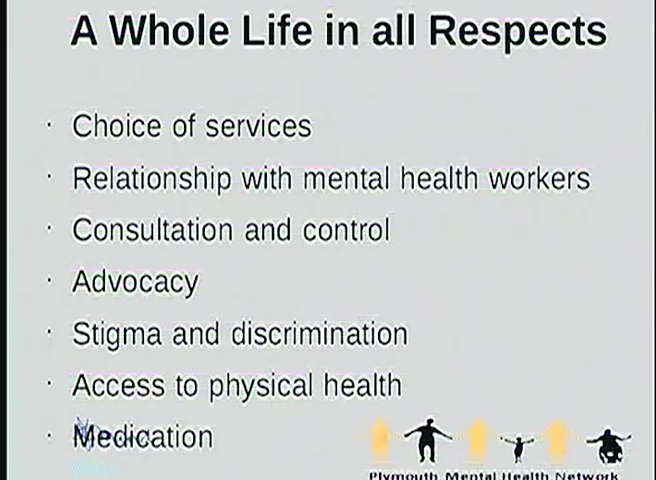 A Whole Life in all Respects
· Choice of services
· Relationship with mental health workers
· Consultation and control
· Advocacy
· Stigma and discrimination
· Access to physical health
· Medication
Plymouth Mental Health Network